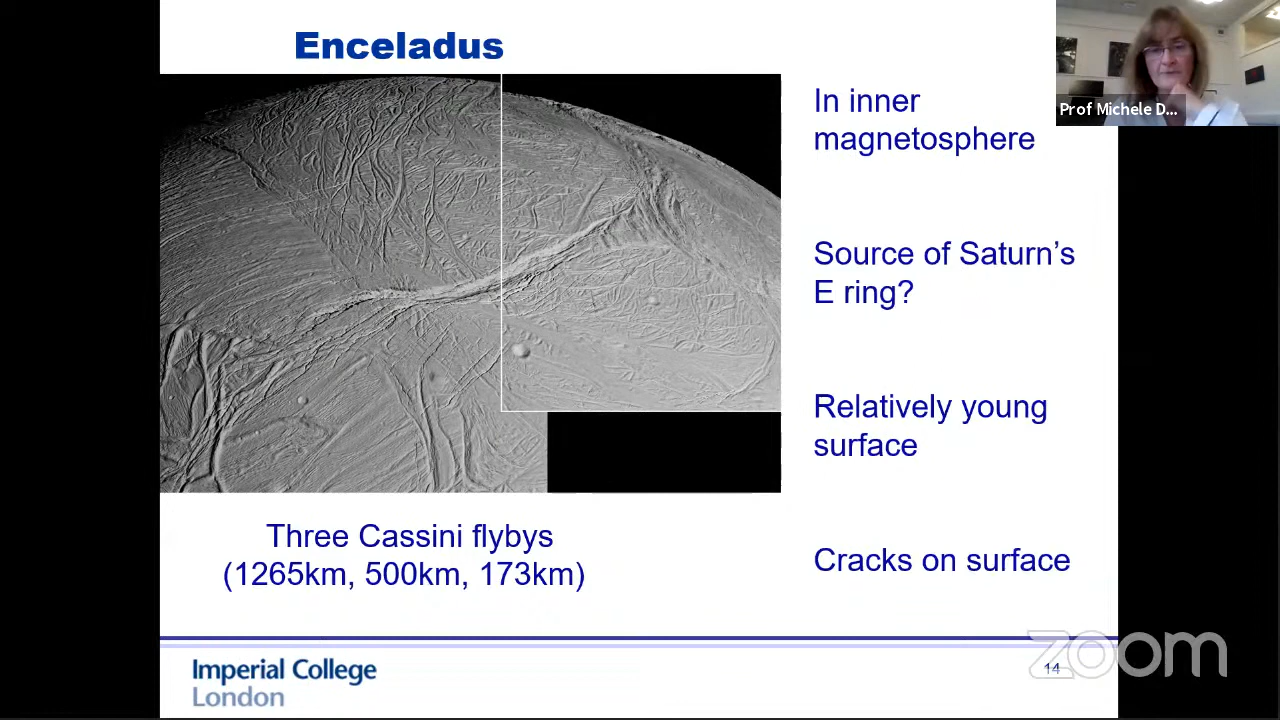 Enceladus
In inner
magnetosphere
Source of Saturn’s
E ring?
Relatively young
surface
Cracks on surface
Three Cassini flybys
(1265km, 500km, 173km)
Imperial College
London
14
zoom
Prof Michele D...